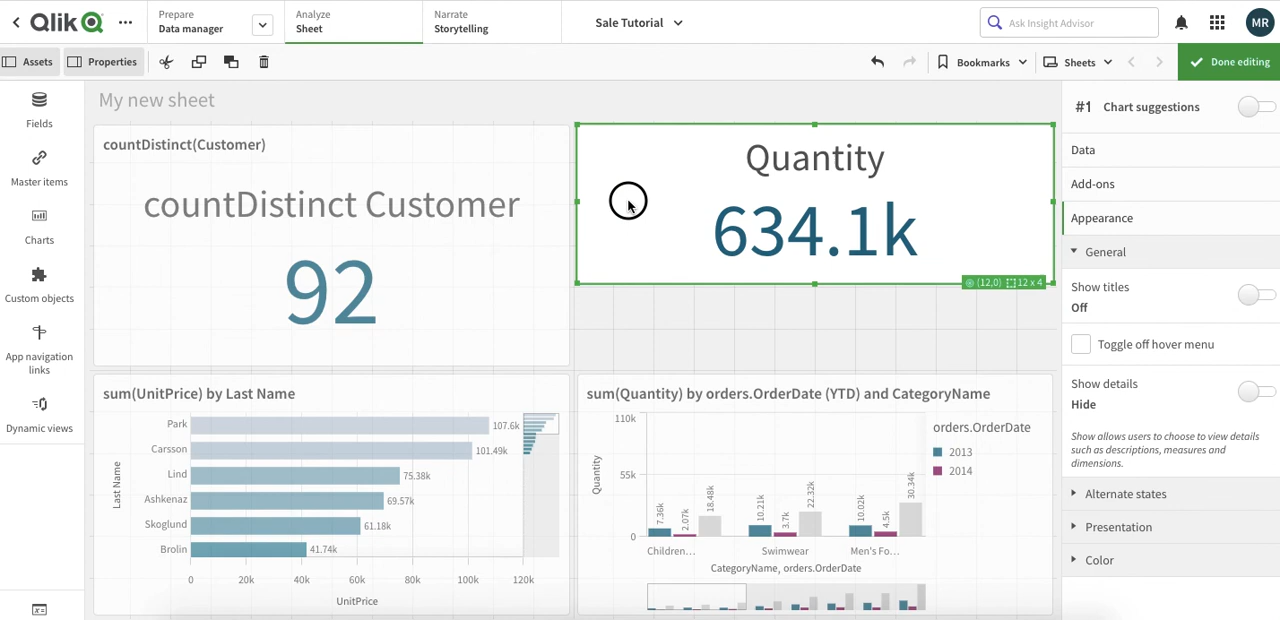 Qlik
Prepare
Data manager
Analyze
Sheet
Narrate
Storytelling
Sale Tutorial
Ask Insight Advisor
MR
Assets
Properties
Bookmarks
Sheets
Done editing
Fields
Master items
Charts
Custom objects
App navigation
links
Dynamic views
My new sheet
countDistinct(Customer)
countDistinct Customer
92
Quantity
634.1k
(12,0) 12 x 4
sum(UnitPrice) by Last Name
Last Name
Park
107.6k
Carsson
101.49k
Lind
75.38k
Ashkenaz
69.57k
Skoglund
61.18k
Brolin
41.74k
0
20k
40k
60k
80k
100k
120k
UnitPrice
sum(Quantity) by orders.OrderDate (YTD) and CategoryName
Quantity
110k
55k
0
7.36k
2.07k
18.48k
10.21k
3.7k
22.32k
10.02k
4.5k
30.34k
Children...
Swimwear
Men's Fo...
CategoryName, orders.OrderDate
orders.OrderDate
2013
2014
#1 Chart suggestions
Data
Add-ons
Appearance
General
Show titles
Off
Toggle off hover menu
Show details
Hide
Show allows users to choose to view details
such as descriptions, measures and
dimensions.
Alternate states
Presentation
Color